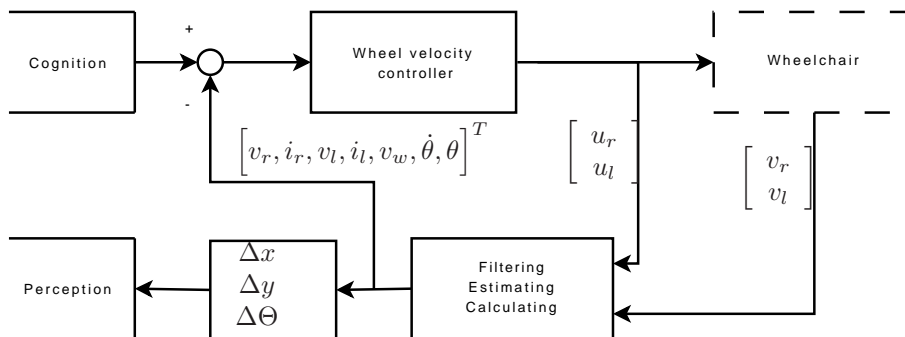 +
Cognition
Wheel velocity
controller
Wheelchair
-
[v_r, i_r, v_l, i_l, v_w, θ̇, θ]^T
[u_r
u_l]
[v_r
v_l]
Perception
Δx
Δy
ΔΘ
Filtering
Estimating
Calculating